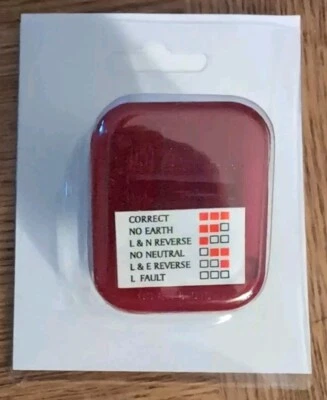 CORRECT
NO EARTH
L & N REVERSE
NO NEUTRAL
L & E REVERSE
L FAULT